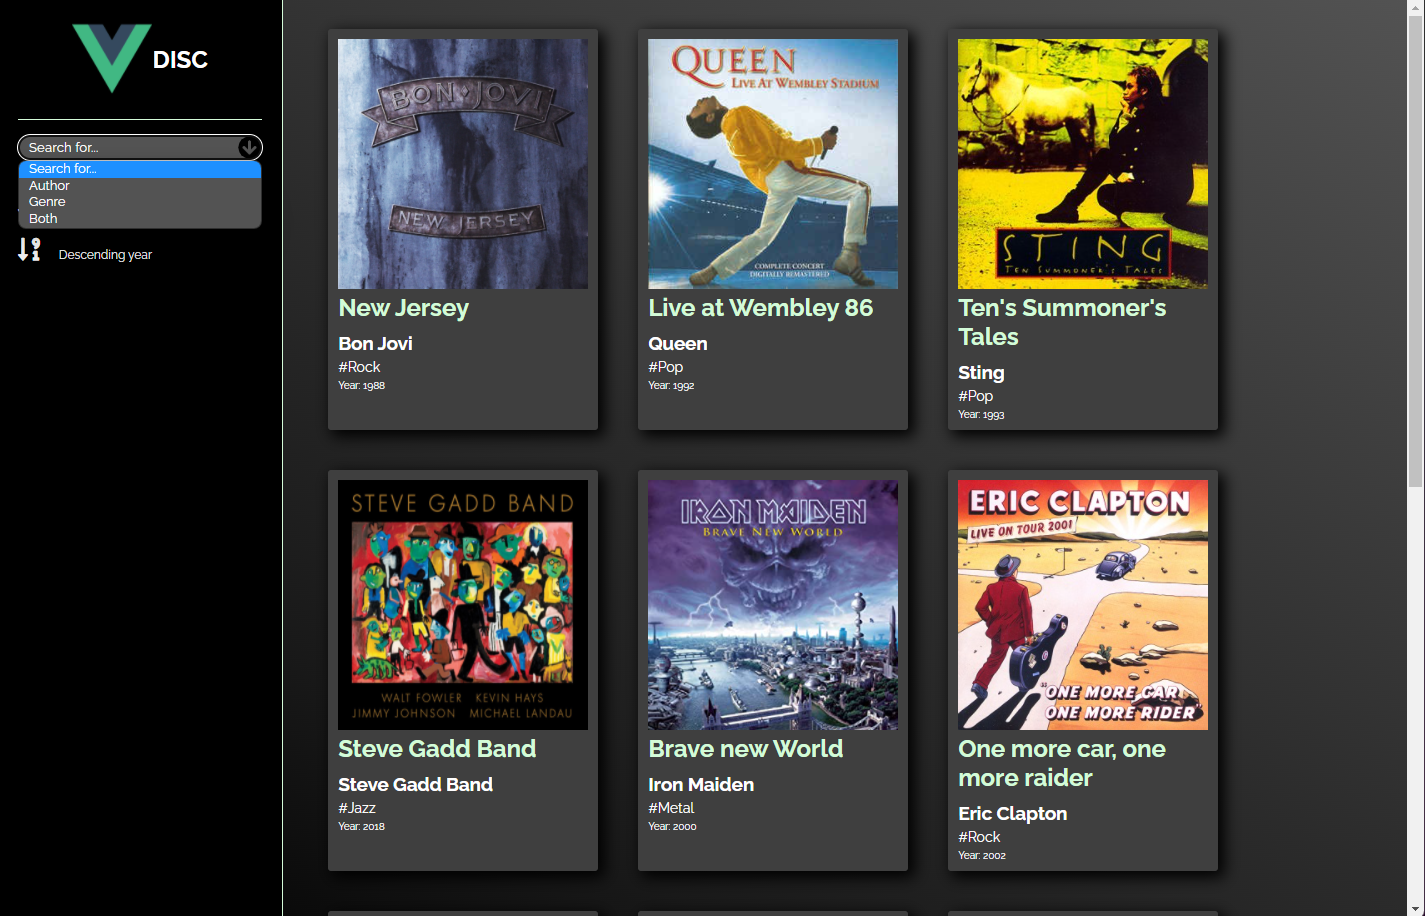 DISC
Search for...
Search for...
Author
Genre
Both
Descending year
BON JOVI
NEW JERSEY
New Jersey
Bon Jovi
#Rock
Year: 1988
QUEEN
LIVE AT WEMBLEY STADIUM
COMPLETE CONCERT
DIGITALLY REMASTERED
Live at Wembley 86
Queen
#Pop
Year: 1992
STING
TEN SUMMONER'S TALES
Ten's Summoner's
Tales
Sting
#Pop
Year: 1993
STEVE GADD BAND
WALT FOWLER KEVIN HAYS
JIMMY JOHNSON MICHAEL LANDAU
Steve Gadd Band
Steve Gadd Band
#Jazz
Year: 2018
IRON MAIDEN
BRAVE NEW WORLD
Brave new World
Iron Maiden
#Metal
Year: 2000
ERIC CLAPTON
LIVE ON TOUR 2001
ONE MORE CAR
ONE MORE RIDER
One more car, one
more raider
Eric Clapton
#Rock
Year: 2002